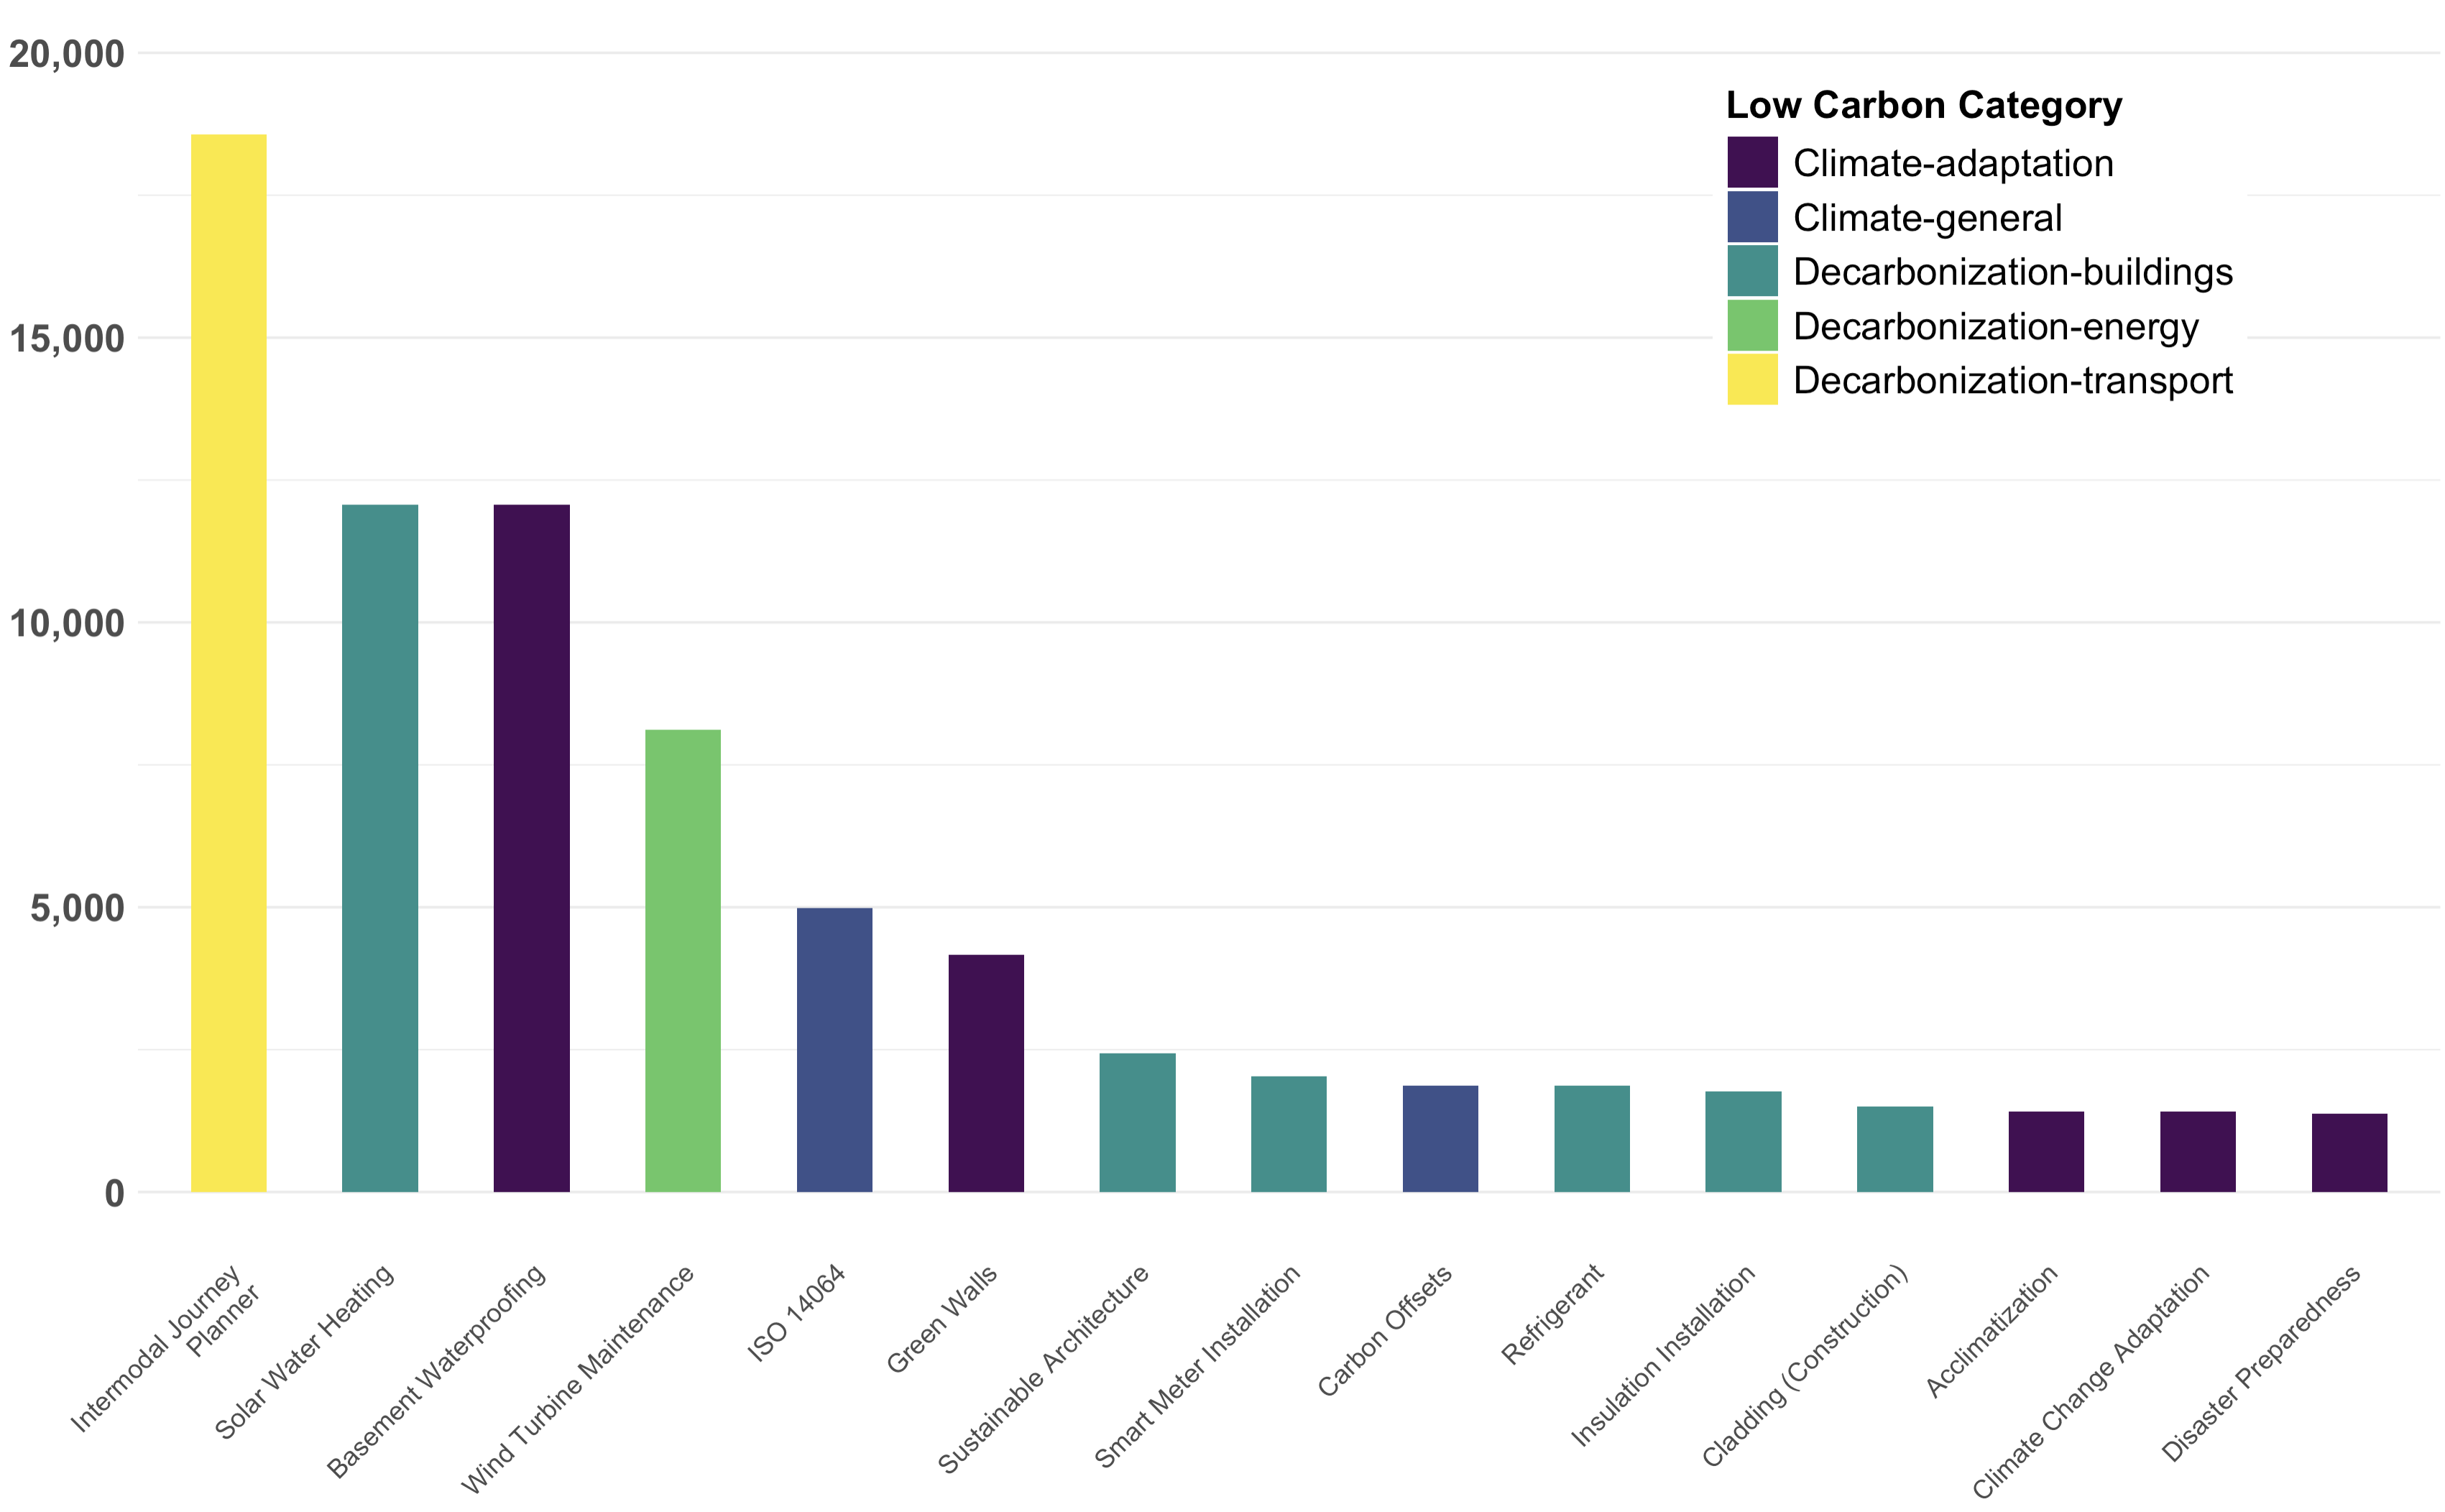 20,000
15,000
10,000
5,000
0
Low Carbon Category
Climate-adaptation
Climate-general
Decarbonization-buildings
Decarbonization-energy
Decarbonization-transport
Intermodal Journey
Planner
Solar Water Heating
Basement Waterproofing
Wind Turbine Maintenance
ISO 14064
Green Walls
Sustainable Architecture
Smart Meter Installation
Carbon Offsets
Refrigerant
Insulation Installation
Cladding (Construction)
Acclimatization
Climate Change Adaptation
Disaster Preparedness